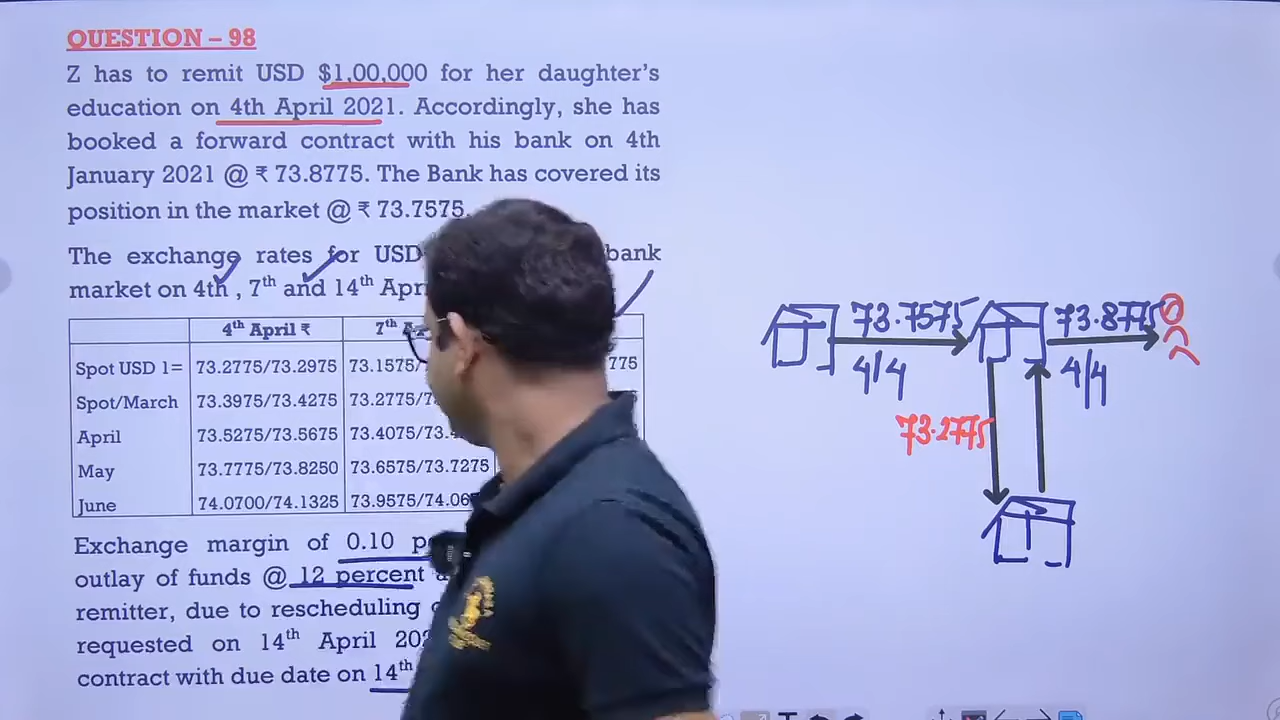 QUESTION – 98
Z has to remit USD $1,00,000 for her daughter's
education on 4th April 2021. Accordingly, she has
booked a forward contract with his bank on 4th
January 2021 @ ₹ 73.8775. The Bank has covered its
position in the market @ ₹ 73.7575.
The exchange rates for USD bank
market on 4th , 7th and 14th Apr
4th April ₹ 7th
Spot USD 1= 73.2775/73.2975 73.1575/ 775
Spot/March 73.3975/73.4275 73.2775/7
April 73.5275/73.5675 73.4075/73.
May 73.7775/73.8250 73.6575/73.7275
June 74.0700/74.1325 73.9575/74.0
Exchange margin of 0.10 p
outlay of funds @ 12 percent
remitter, due to rescheduling
requested on 14th April 202
contract with due date on 14th
73.7575 73.8775
4/4 4/4
73.2775